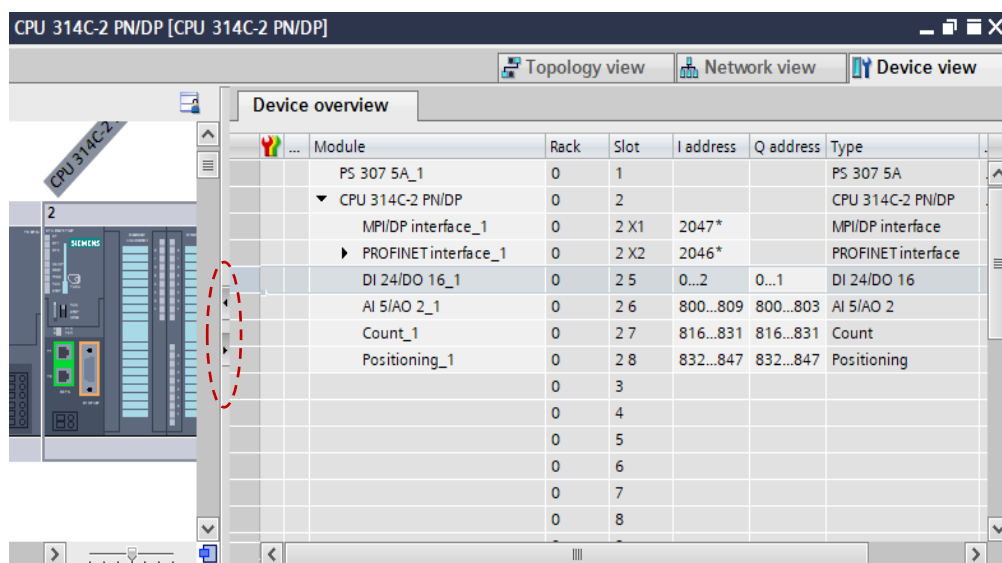 CPU 314C-2 PN/DP [CPU 314C-2 PN/DP]
Topology view Network view Device view
Device overview
CPU 314C-2
... Module Rack Slot I address Q address Type
PS 307 5A_1 0 1 PS 307 5A
CPU 314C-2 PN/DP 0 2 CPU 314C-2 PN/DP
MPI/DP interface_1 0 2 X1 2047* MPI/DP interface
PROFINET interface_1 0 2 X2 2046* PROFINET interface
DI 24/DO 16_1 0 2 5 0...2 0...1 DI 24/DO 16
AI 5/AO 2_1 0 2 6 800...809 800...803 AI 5/AO 2
Count_1 0 2 7 816...831 816...831 Count
Positioning_1 0 2 8 832...847 832...847 Positioning
0 3
0 4
0 5
0 6
0 7
0 8
2
SIEMENS